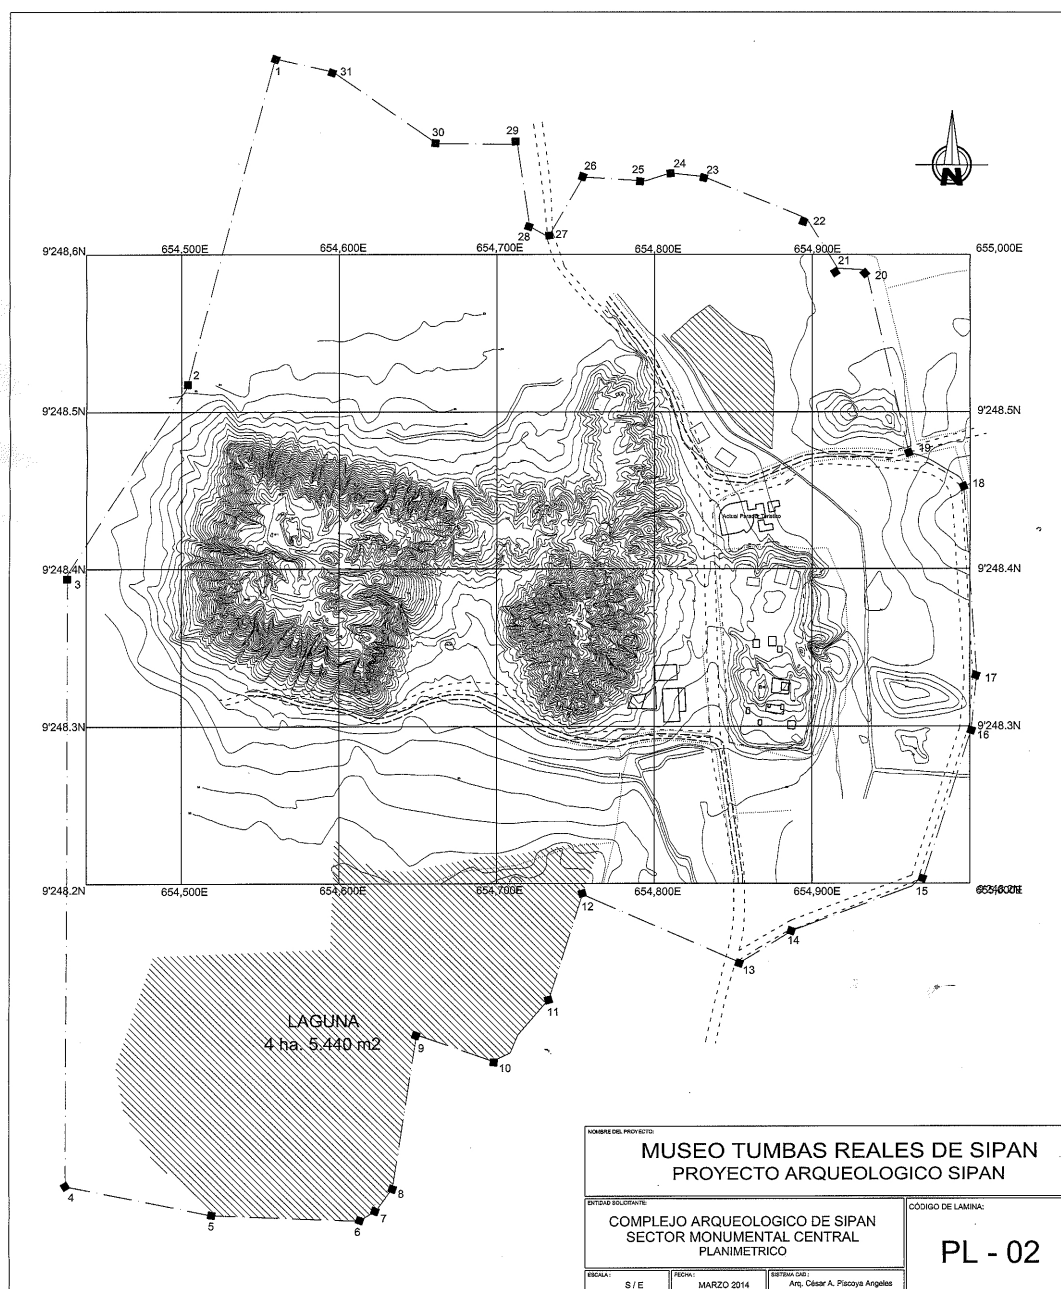 1
31
30
29
26
25
24
23
22
28
27
21
20
9'248,6N
654,500E
654,600E
654,700E
654,800E
654,900E
655,000E
2
9'248.5N
9'248.5N
19
18
Actual Parador Turistico
9'248.4N
9'248.4N
3
17
9'248.3N
9'248.3N
16
9'248.2N
654,500E
654,600E
654,700E
654,800E
654,900E
15
12
14
13
11
LAGUNA
4 ha. 5.440 m2
9
10
8
7
6
5
4
N
NOMBRE DEL PROYECTO:
MUSEO TUMBAS REALES DE SIPAN
PROYECTO ARQUEOLOGICO SIPAN
ENTIDAD SOLICITANTE:
COMPLEJO ARQUEOLOGICO DE SIPAN
SECTOR MONUMENTAL CENTRAL
PLANIMETRICO
CÓDIGO DE LAMINA:
PL - 02
ESCALA :
S / E
FECHA :
MARZO 2014
SISTEMA CAD :
Arq. César A. Piscoya Angeles